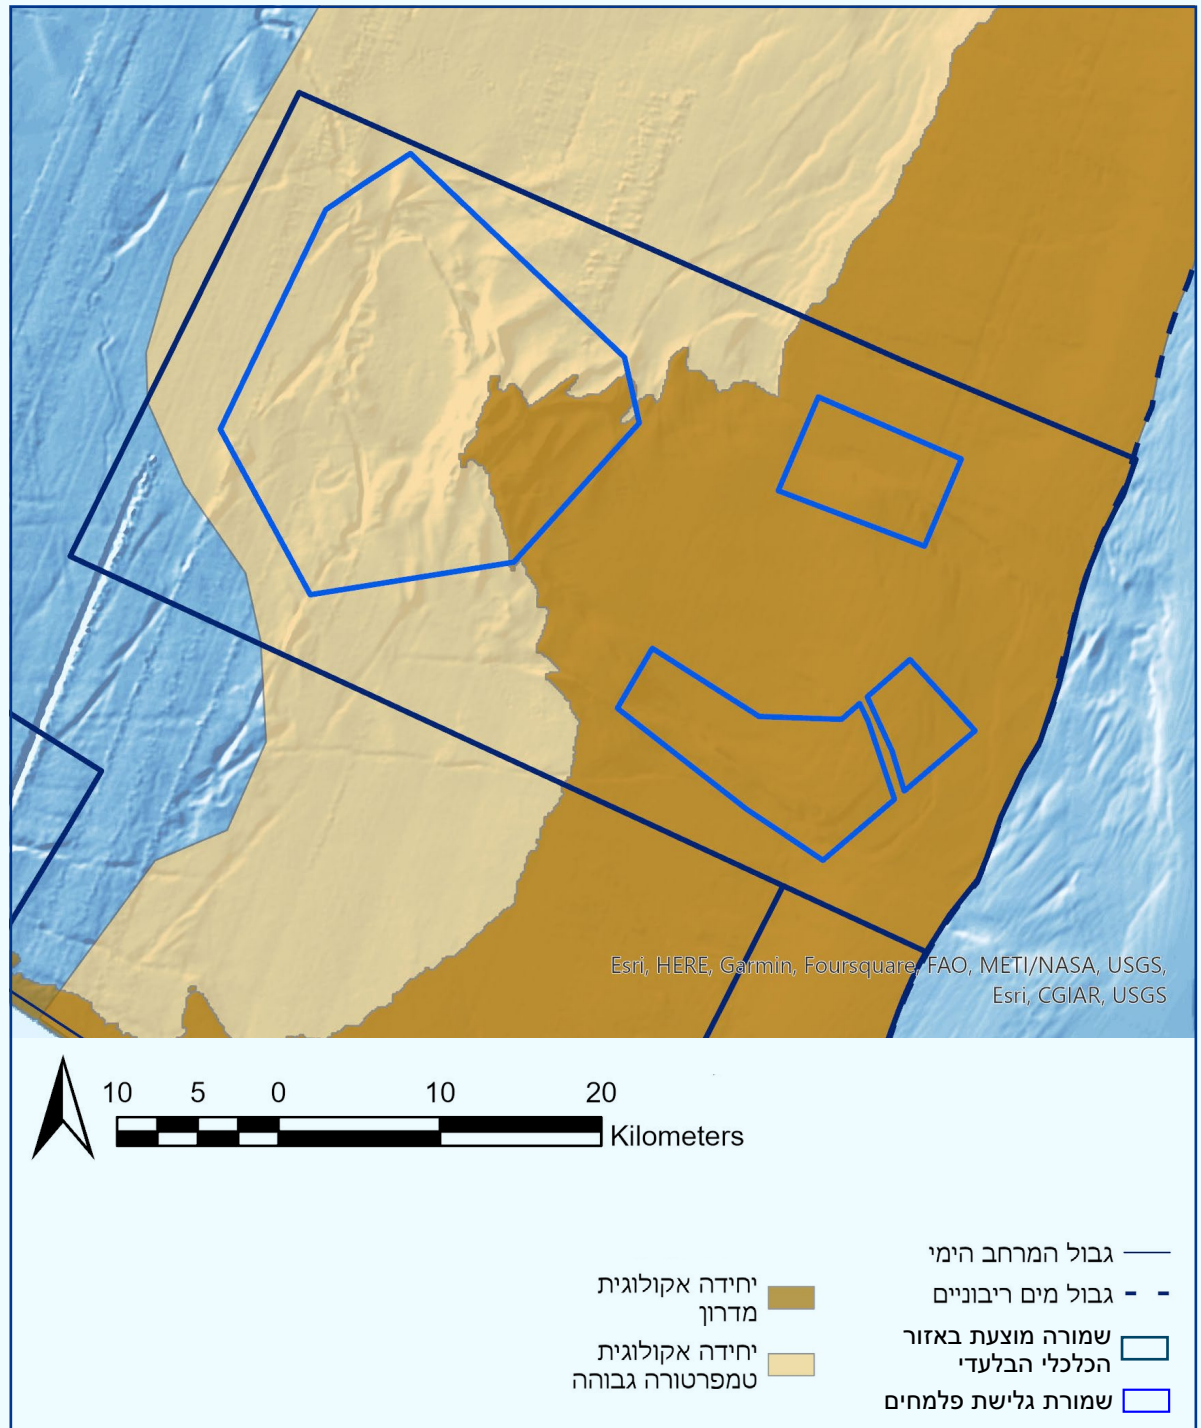 Esri, HERE, Garmin, Foursquare, FAO, METI/NASA, USGS,
Esri, CGIAR, USGS
10 5 0 10 20
Kilometers
גבול המרחב הימי
גבול מים ריבוניים
שמורה מוצעת באזור
הכלכלי הבלעדי
שמורת גלישת פלמחים
יחידה אקולוגית
מדרון
יחידה אקולוגית
טמפרטורה גבוהה